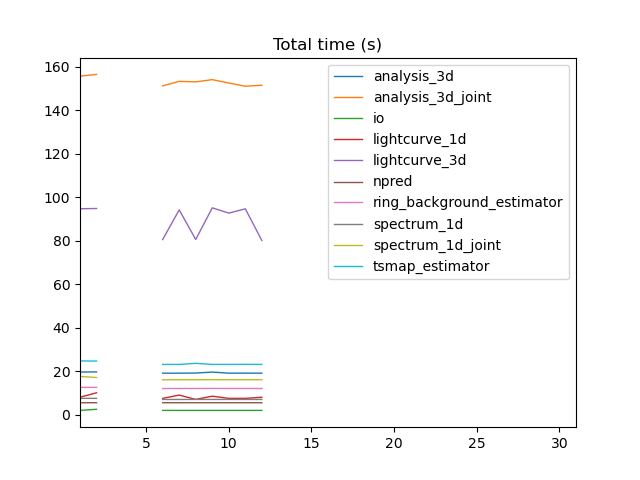 Total time (s)
160
140
120
100
80
60
40
20
0
5
10
15
20
25
30
analysis_3d
analysis_3d_joint
io
lightcurve_1d
lightcurve_3d
npred
ring_background_estimator
spectrum_1d
spectrum_1d_joint
tsmap_estimator